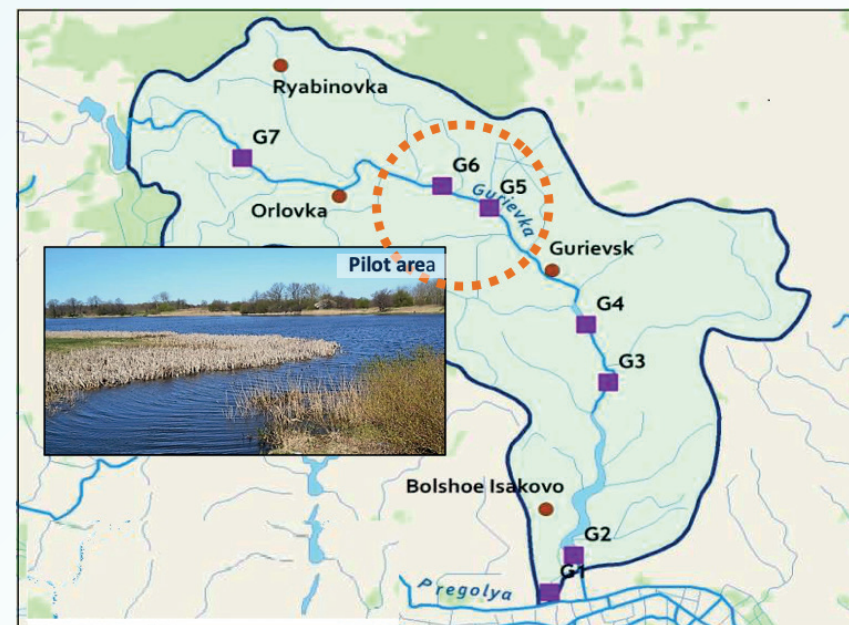 Ryabinovka
G7
G6
G5
Gurievka
Orlovka
Pilot area
Gurievsk
G4
G3
Bolshoe Isakovo
G2
G1
Pregolya